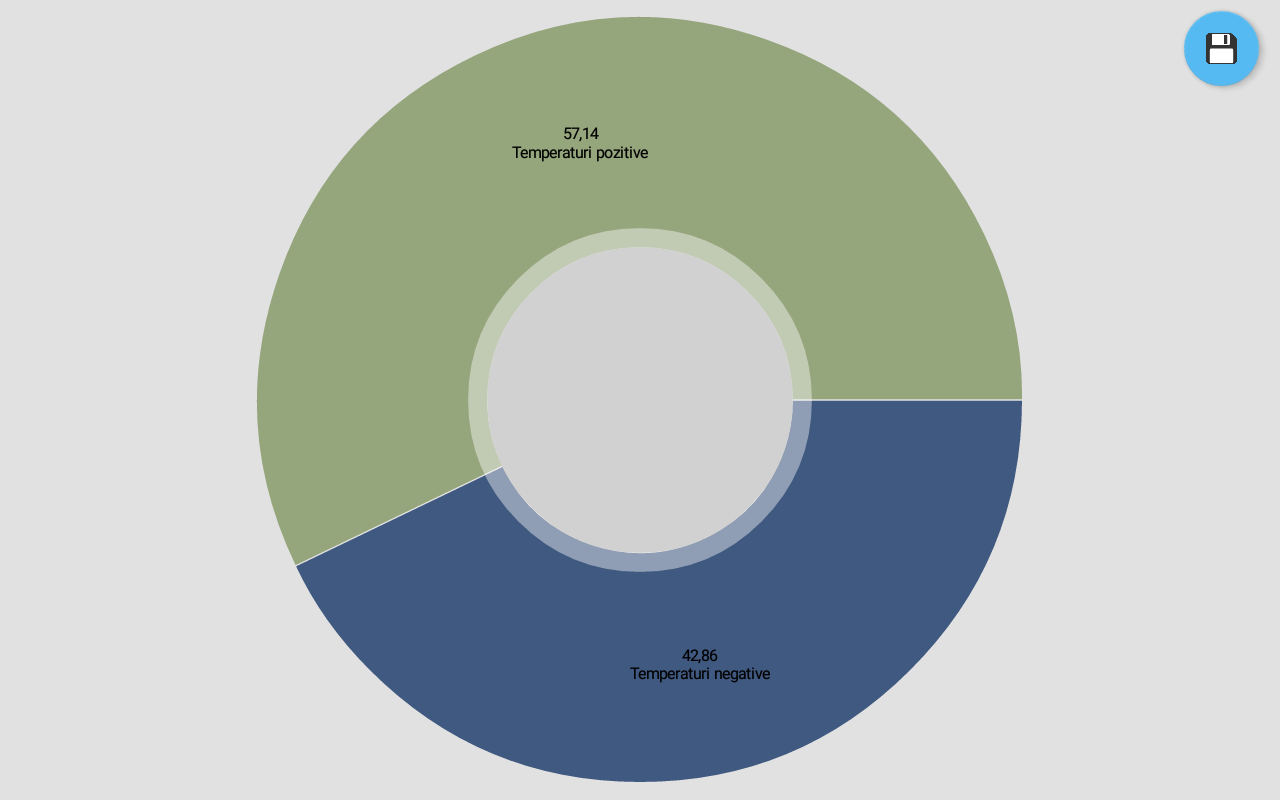 57,14
Temperaturi pozitive
42,86
Temperaturi negative